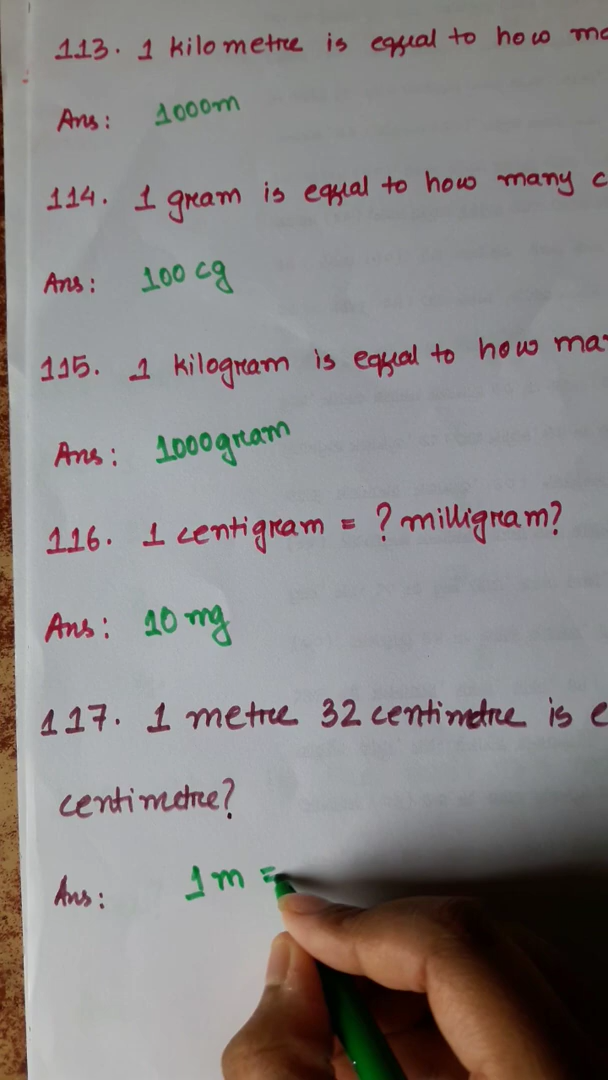 113. 1 kilometre is equal to how
Ans: 1000m
114. 1 gram is equal to how many
Ans: 100 cg
115. 1 kilogram is equal to how
Ans: 1000gram
116. 1 centigram = ? milligram?
Ans: 10 mg
117. 1 metre 32 centimetre is
centimetre?
Ans: 1m =